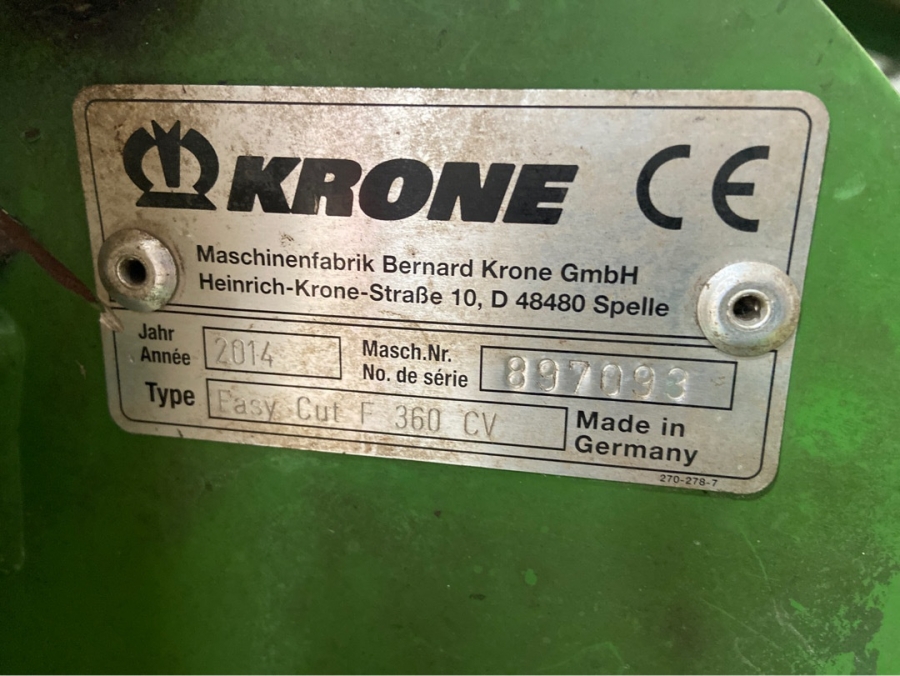 KRONE CE
Maschinenfabrik Bernard Krone GmbH
Heinrich-Krone-Straße 10, D 48480 Spelle
Jahr
Année 2014
Masch.Nr.
No. de série 897093
Type Easy Cut F 360 CV
Made in
Germany
270-278-7